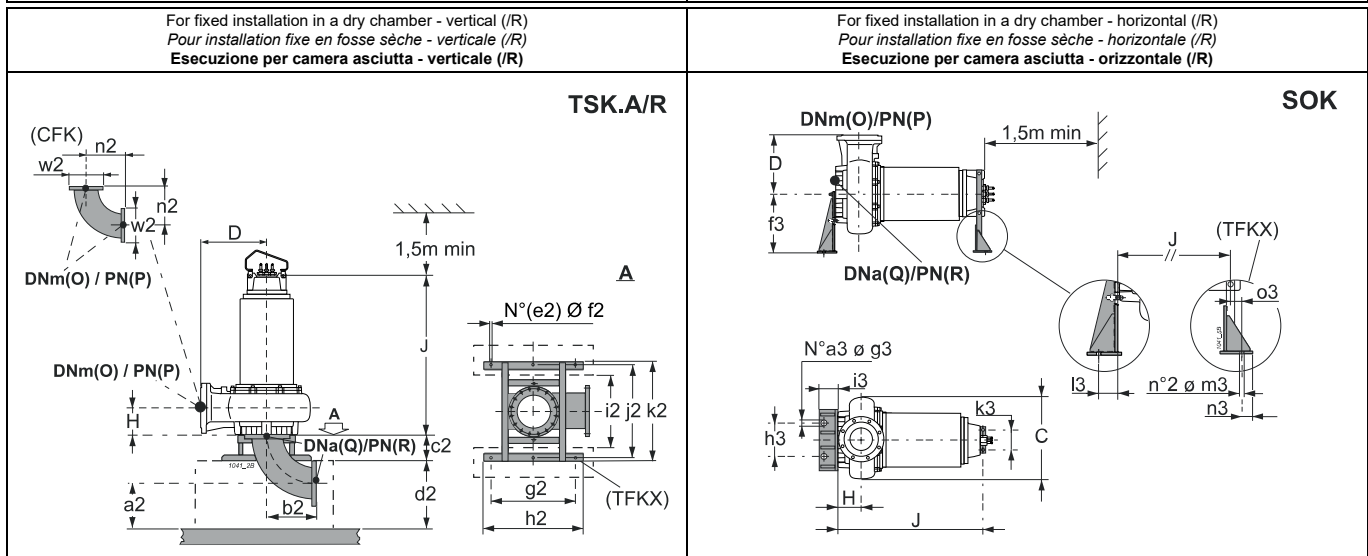 For fixed installation in a dry chamber - vertical (/R)
Pour installation fixe en fosse sèche - verticale (/R)
Esecuzione per camera asciutta - verticale (/R)
For fixed installation in a dry chamber - horizontal (/R)
Pour installation fixe en fosse sèche - horizontale (/R)
Esecuzione per camera asciutta - orizzontale (/R)
TSK.A/R
(CFK)
n2
w2
n2
w2
DNm(O) / PN(P)
D
1,5m min
A
N°(e2) Ø f2
J
DNm(O) / PN(P)
H
A
DNa(Q)/PN(R)
c2
1041_2B
a2
b2
d2
i2
j2
k2
g2
h2
(TFKX)
SOK
DNm(O)/PN(P)
D
1,5m min
f3
DNa(Q)/PN(R)
J
(TFKX)
o3
1041_2B
l3
n°2 ø m3
n3
N°a3 ø g3
i3
h3
k3
C
H
J